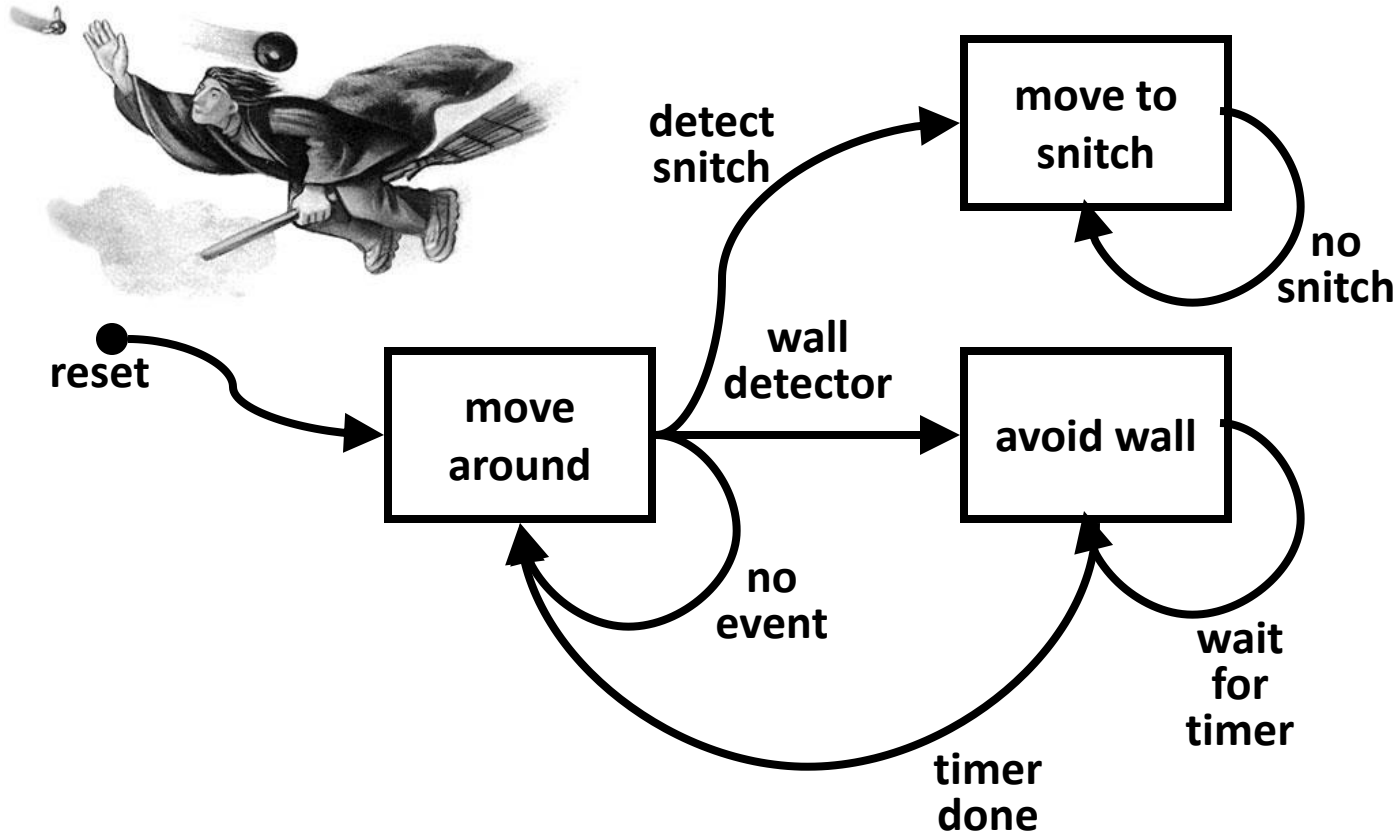 detect
snitch
move to
snitch
no
snitch
reset
wall
detector
move
around
avoid wall
no
event
wait
for
timer
timer
done